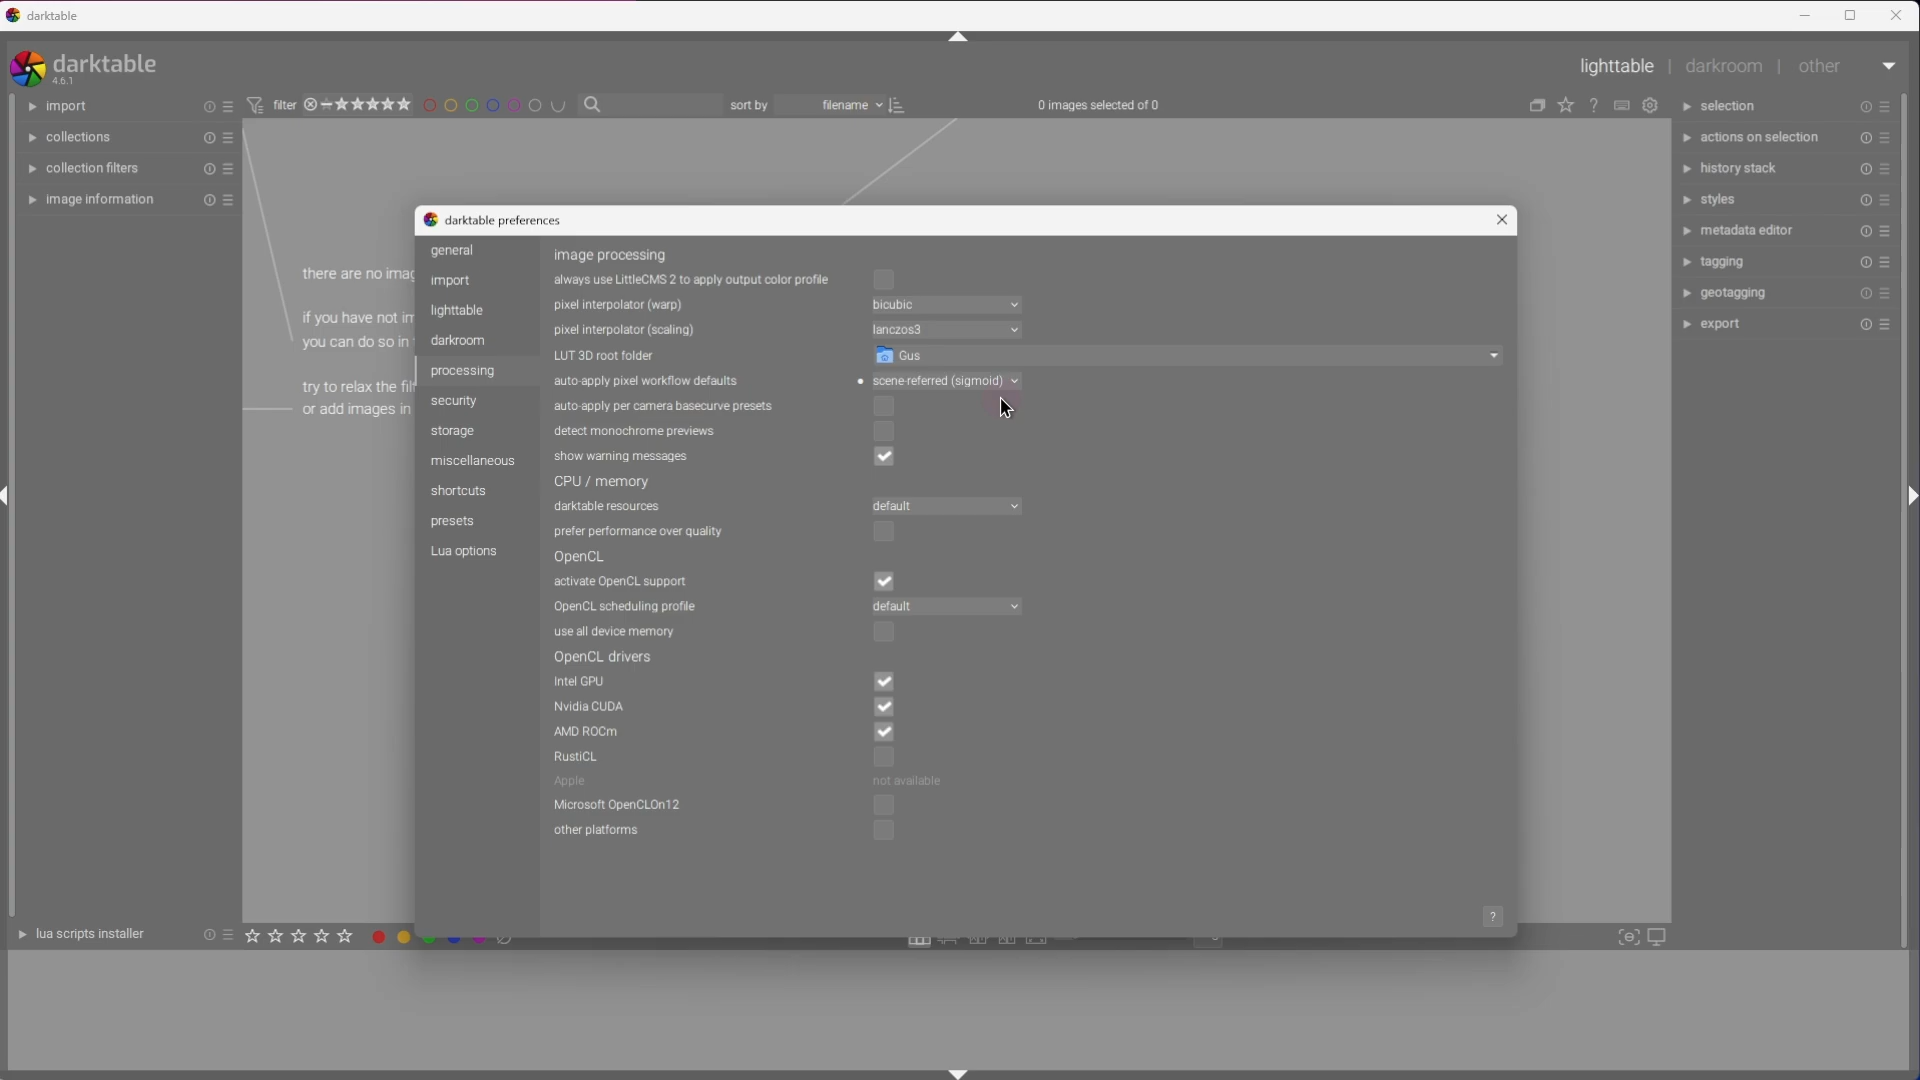 darktable
darktable
4.6.1
lighttable | darkroom | other
import
filter
sort by
filename
0 images selected of 0
selection
collections
actions on selection
collection filters
history stack
image information
styles
metadata editor
tagging
geotagging
export
there are no imag
if you have not im
you can do so in
try to relax the filt
or add images in
darktable preferences
general
import
lighttable
darkroom
processing
security
storage
miscellaneous
shortcuts
presets
Lua options
image processing
always use LittleCMS 2 to apply output color profile
pixel interpolator (warp) bicubic
pixel interpolator (scaling) lanczos3
LUT 3D root folder Gus
auto-apply pixel workflow defaults scene-referred (sigmoid)
auto-apply per camera basecurve presets
detect monochrome previews
show warning messages
CPU / memory
darktable resources default
prefer performance over quality
OpenCL
activate OpenCL support
OpenCL scheduling profile default
use all device memory
OpenCL drivers
Intel GPU
Nvidia CUDA
AMD ROCm
RustiCL
Apple not available
Microsoft OpenCLOn12
other platforms
?
lua scripts installer